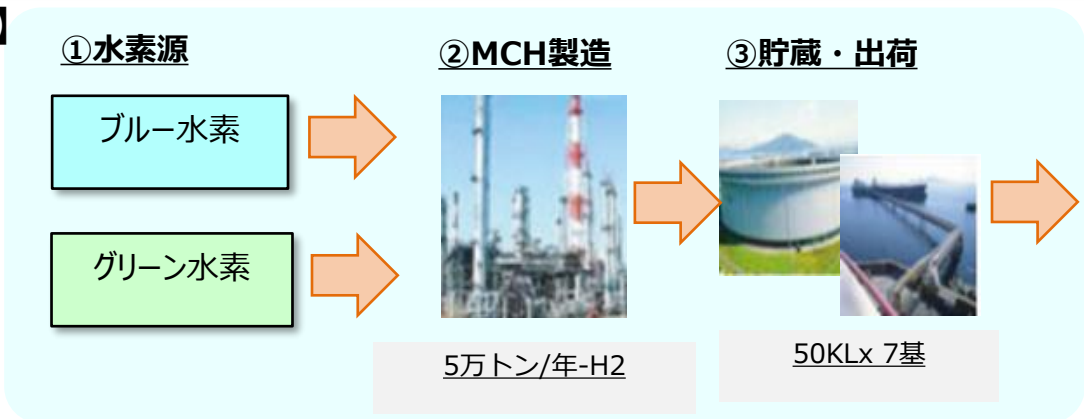 】
①水素源
②MCH製造
③貯蔵・出荷
ブルー水素
グリーン水素
5万トン/年-H2
50KLx 7基